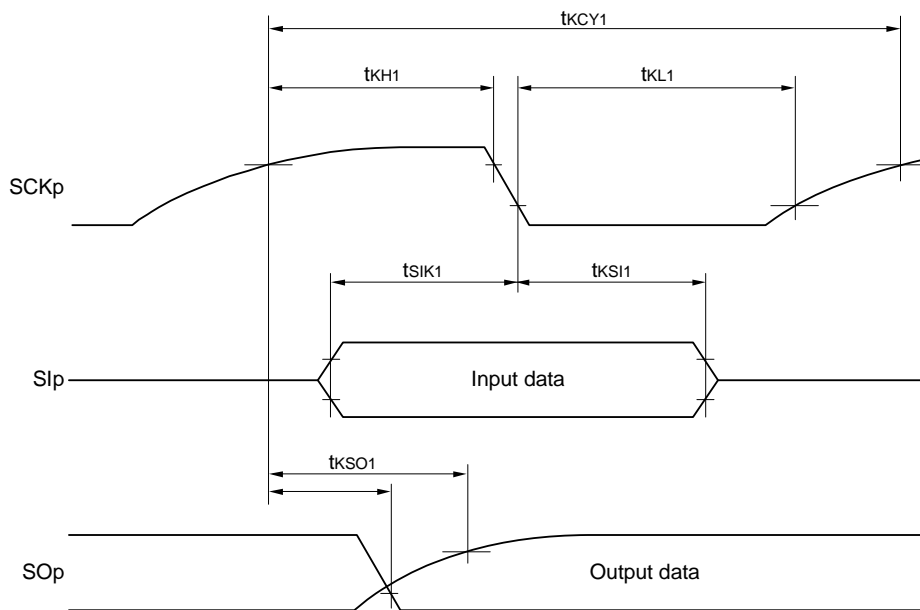 tKCY1
tKH1
tKL1
SCKp
tSIK1
tKSI1
SIp
Input data
tKSO1
SOp
Output data